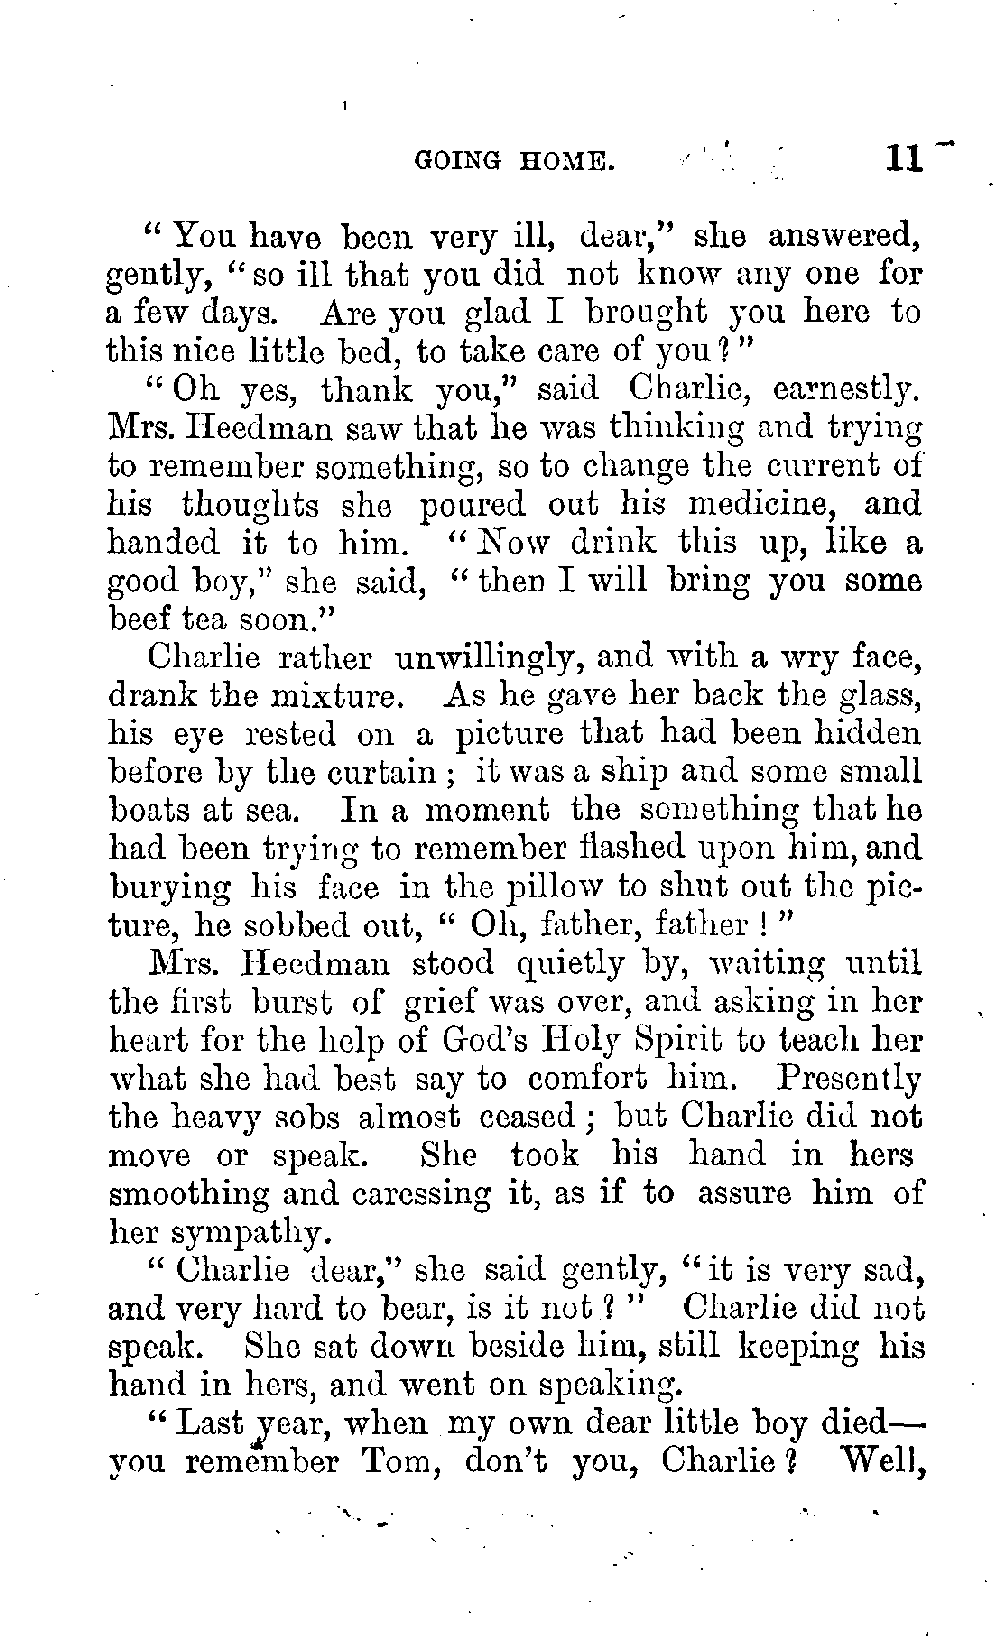 GOING HOME. 11
“ You have been very ill, dear,” she answered,
gently, “ so ill that you did not know any one for
a few days. Are you glad I brought you here to
this nice little bed, to take care of you ? ”
“ Oh yes, thank you,” said Charlie, earnestly.
Mrs. Heedman saw that he was thinking and trying
to remember something, so to change the current of
his thoughts she poured out his medicine, and
handed it to him. “ Now drink this up, like a
good boy,” she said, “ then I will bring you some
beef tea soon.”
Charlie rather unwillingly, and with a wry face,
drank the mixture. As he gave her back the glass,
his eye rested on a picture that had been hidden
before by the curtain ; it was a ship and some small
boats at sea. In a moment the something that he
had been trying to remember flashed upon him, and
burying his face in the pillow to shut out the pic-
ture, he sobbed out, “ Oh, father, father ! ”
Mrs. Heedman stood quietly by, waiting until
the first burst of grief was over, and asking in her
heart for the help of God’s Holy Spirit to teach her
what she had best say to comfort him. Presently
the heavy sobs almost ceased ; but Charlie did not
move or speak. She took his hand in hers
smoothing and caressing it, as if to assure him of
her sympathy.
“ Charlie dear,” she said gently, “ it is very sad,
and very hard to bear, is it not ? ” Charlie did not
speak. She sat down beside him, still keeping his
hand in hers, and went on speaking.
“ Last year, when my own dear little boy died—
you remember Tom, don’t you, Charlie ? Well,